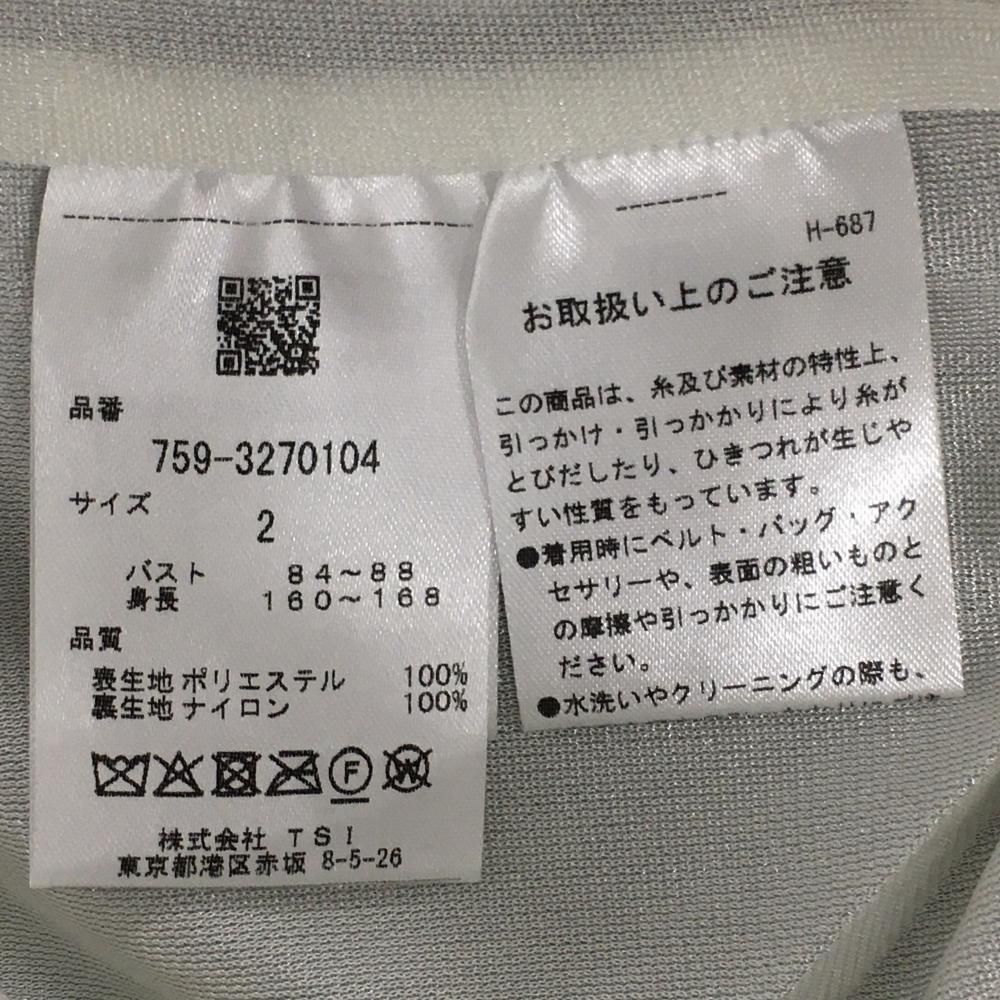 品番
759-3270104
サイズ
2
バスト 84～88
身長 160～168
品質
表生地 ポリエステル 100%
裏生地 ナイロン 100%
F W
株式会社 TSI
東京都港区赤坂 8-5-26
H-687
お取扱い上のご注意
この商品は、糸及び素材の特性上、
引っかけ・引っかかりにより糸が
とびだしたり、ひきつれが生じや
すい性質をもっています。
●着用時にベルト・バッグ・アク
セサリーや、表面の粗いものと
の摩擦や引っかかりにご注意く
ださい。
●水洗いやクリーニングの際も、